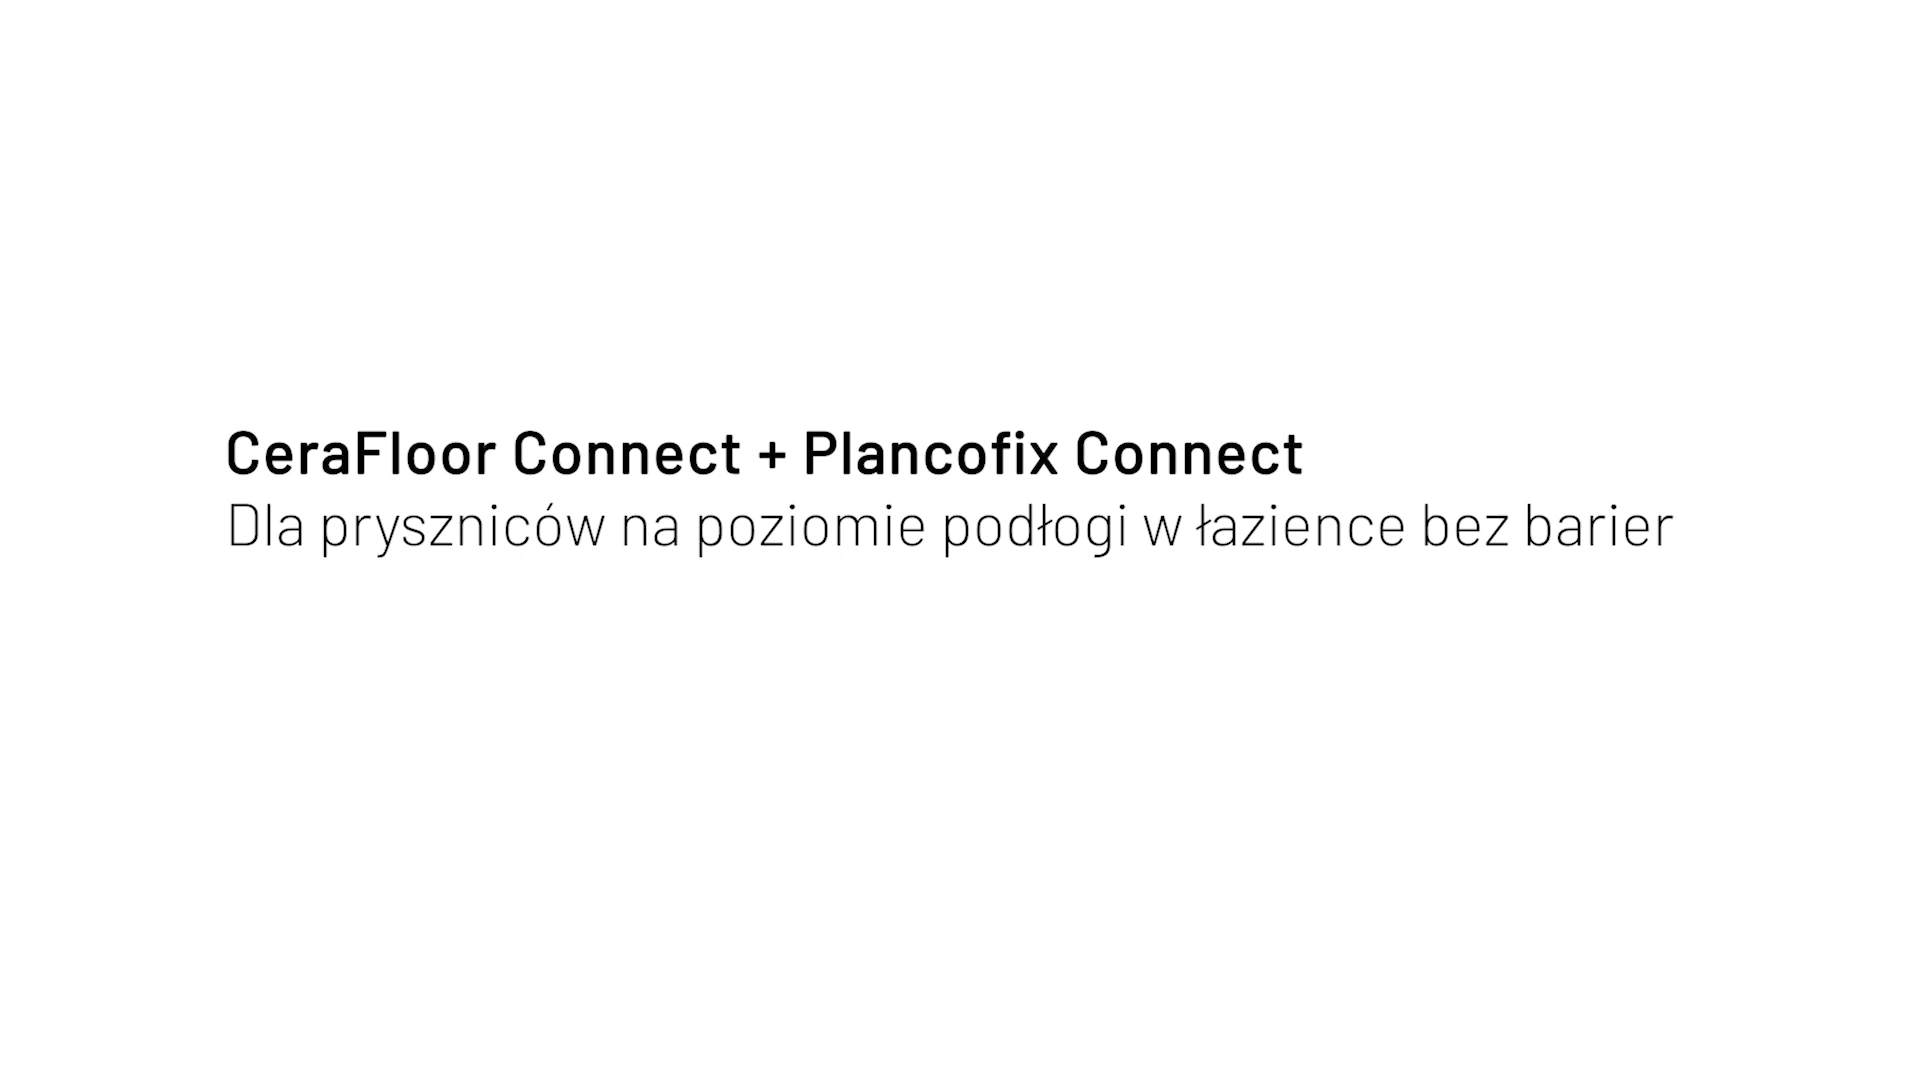 CeraFloor Connect + Plancofix Connect
Dla pryszniców na poziomie podłogi w łazience bez barier